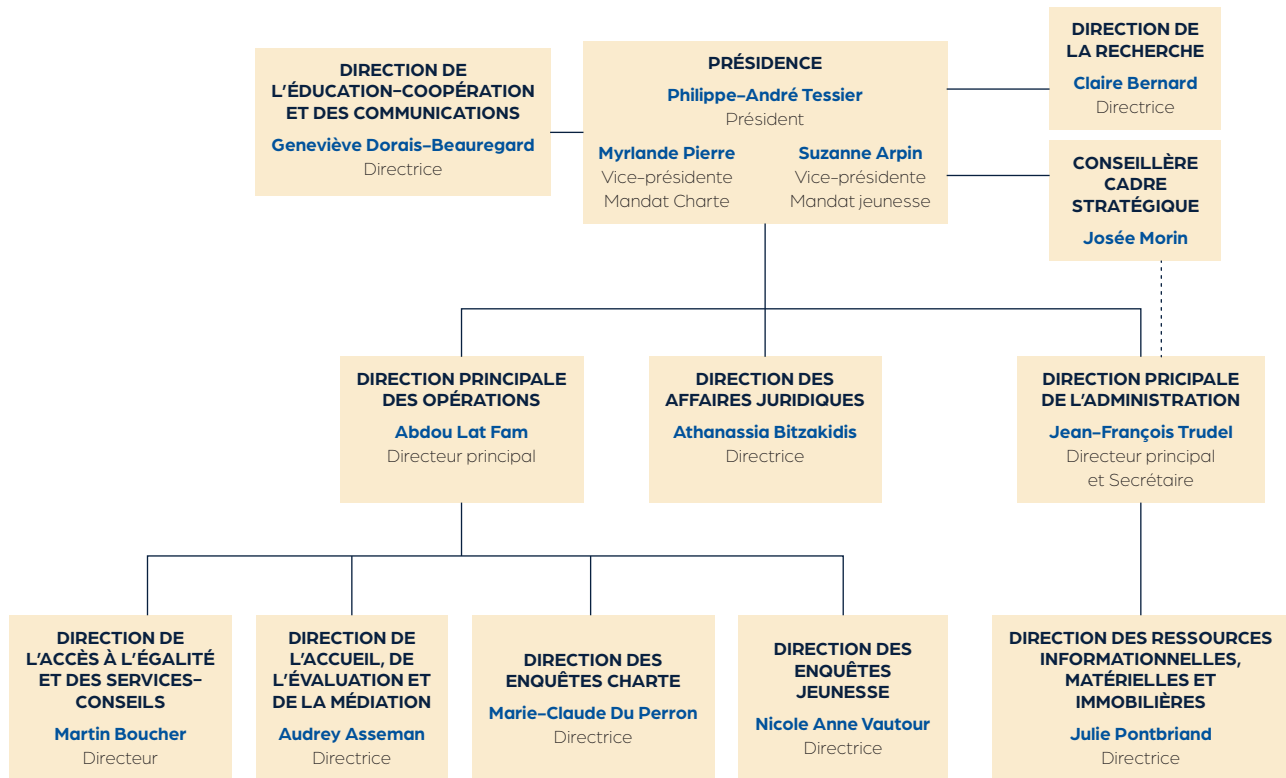 DIRECTION DE
L'ÉDUCATION-COOPÉRATION
ET DES COMMUNICATIONS
Geneviève Dorais-Beauregard
Directrice
PRÉSIDENCE
Philippe-André Tessier
Président
Myrlande Pierre
Vice-présidente
Mandat Charte
Suzanne Arpin
Vice-présidente
Mandat jeunesse
DIRECTION DE
LA RECHERCHE
Claire Bernard
Directrice
CONSEILLÈRE
CADRE
STRATÉGIQUE
Josée Morin
DIRECTION PRINCIPALE
DES OPÉRATIONS
Abdou Lat Fam
Directeur principal
DIRECTION DES
AFFAIRES JURIDIQUES
Athanassia Bitzakidis
Directrice
DIRECTION PRICIPALE
DE L'ADMINISTRATION
Jean-François Trudel
Directeur principal
et Secrétaire
DIRECTION DE
L'ACCÈS À L'ÉGALITÉ
ET DES SERVICES-
CONSEILS
Martin Boucher
Directeur
DIRECTION DE
L'ACCUEIL, DE
L'ÉVALUATION ET
DE LA MÉDIATION
Audrey Asseman
Directrice
DIRECTION DES
ENQUÊTES CHARTE
Marie-Claude Du Perron
Directrice
DIRECTION DES
ENQUÊTES
JEUNESSE
Nicole Anne Vautour
Directrice
DIRECTION DES RESSOURCES
INFORMATIONNELLES,
MATÉRIELLES ET
IMMOBILIÈRES
Julie Pontbriand
Directrice